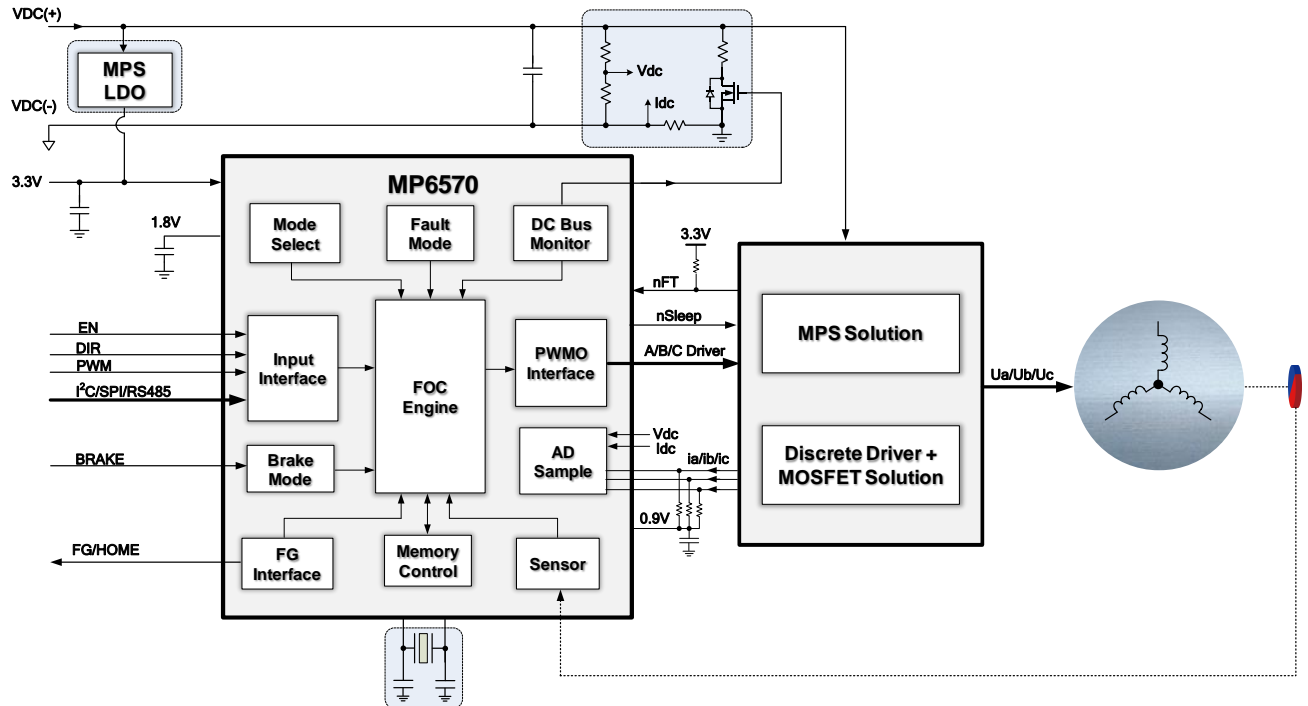 VDC(+)
MPS
LDO
Vdc
VDC(-)
Idc
3.3V
MP6570
1.8V
Mode
Select
Fault
Mode
DC Bus
Monitor
3.3V
nFT
nSleep
A/B/C Driver
EN
DIR
PWM
I²C/SPI/RS485
Input
Interface
FOC
Engine
PWMO
Interface
MPS Solution
Ua/Ub/Uc
BRAKE
Brake
Mode
AD
Sample
Vdc
Idc
ia/ib/ic
0.9V
Discrete Driver +
MOSFET Solution
FG/HOME
FG
Interface
Memory
Control
Sensor